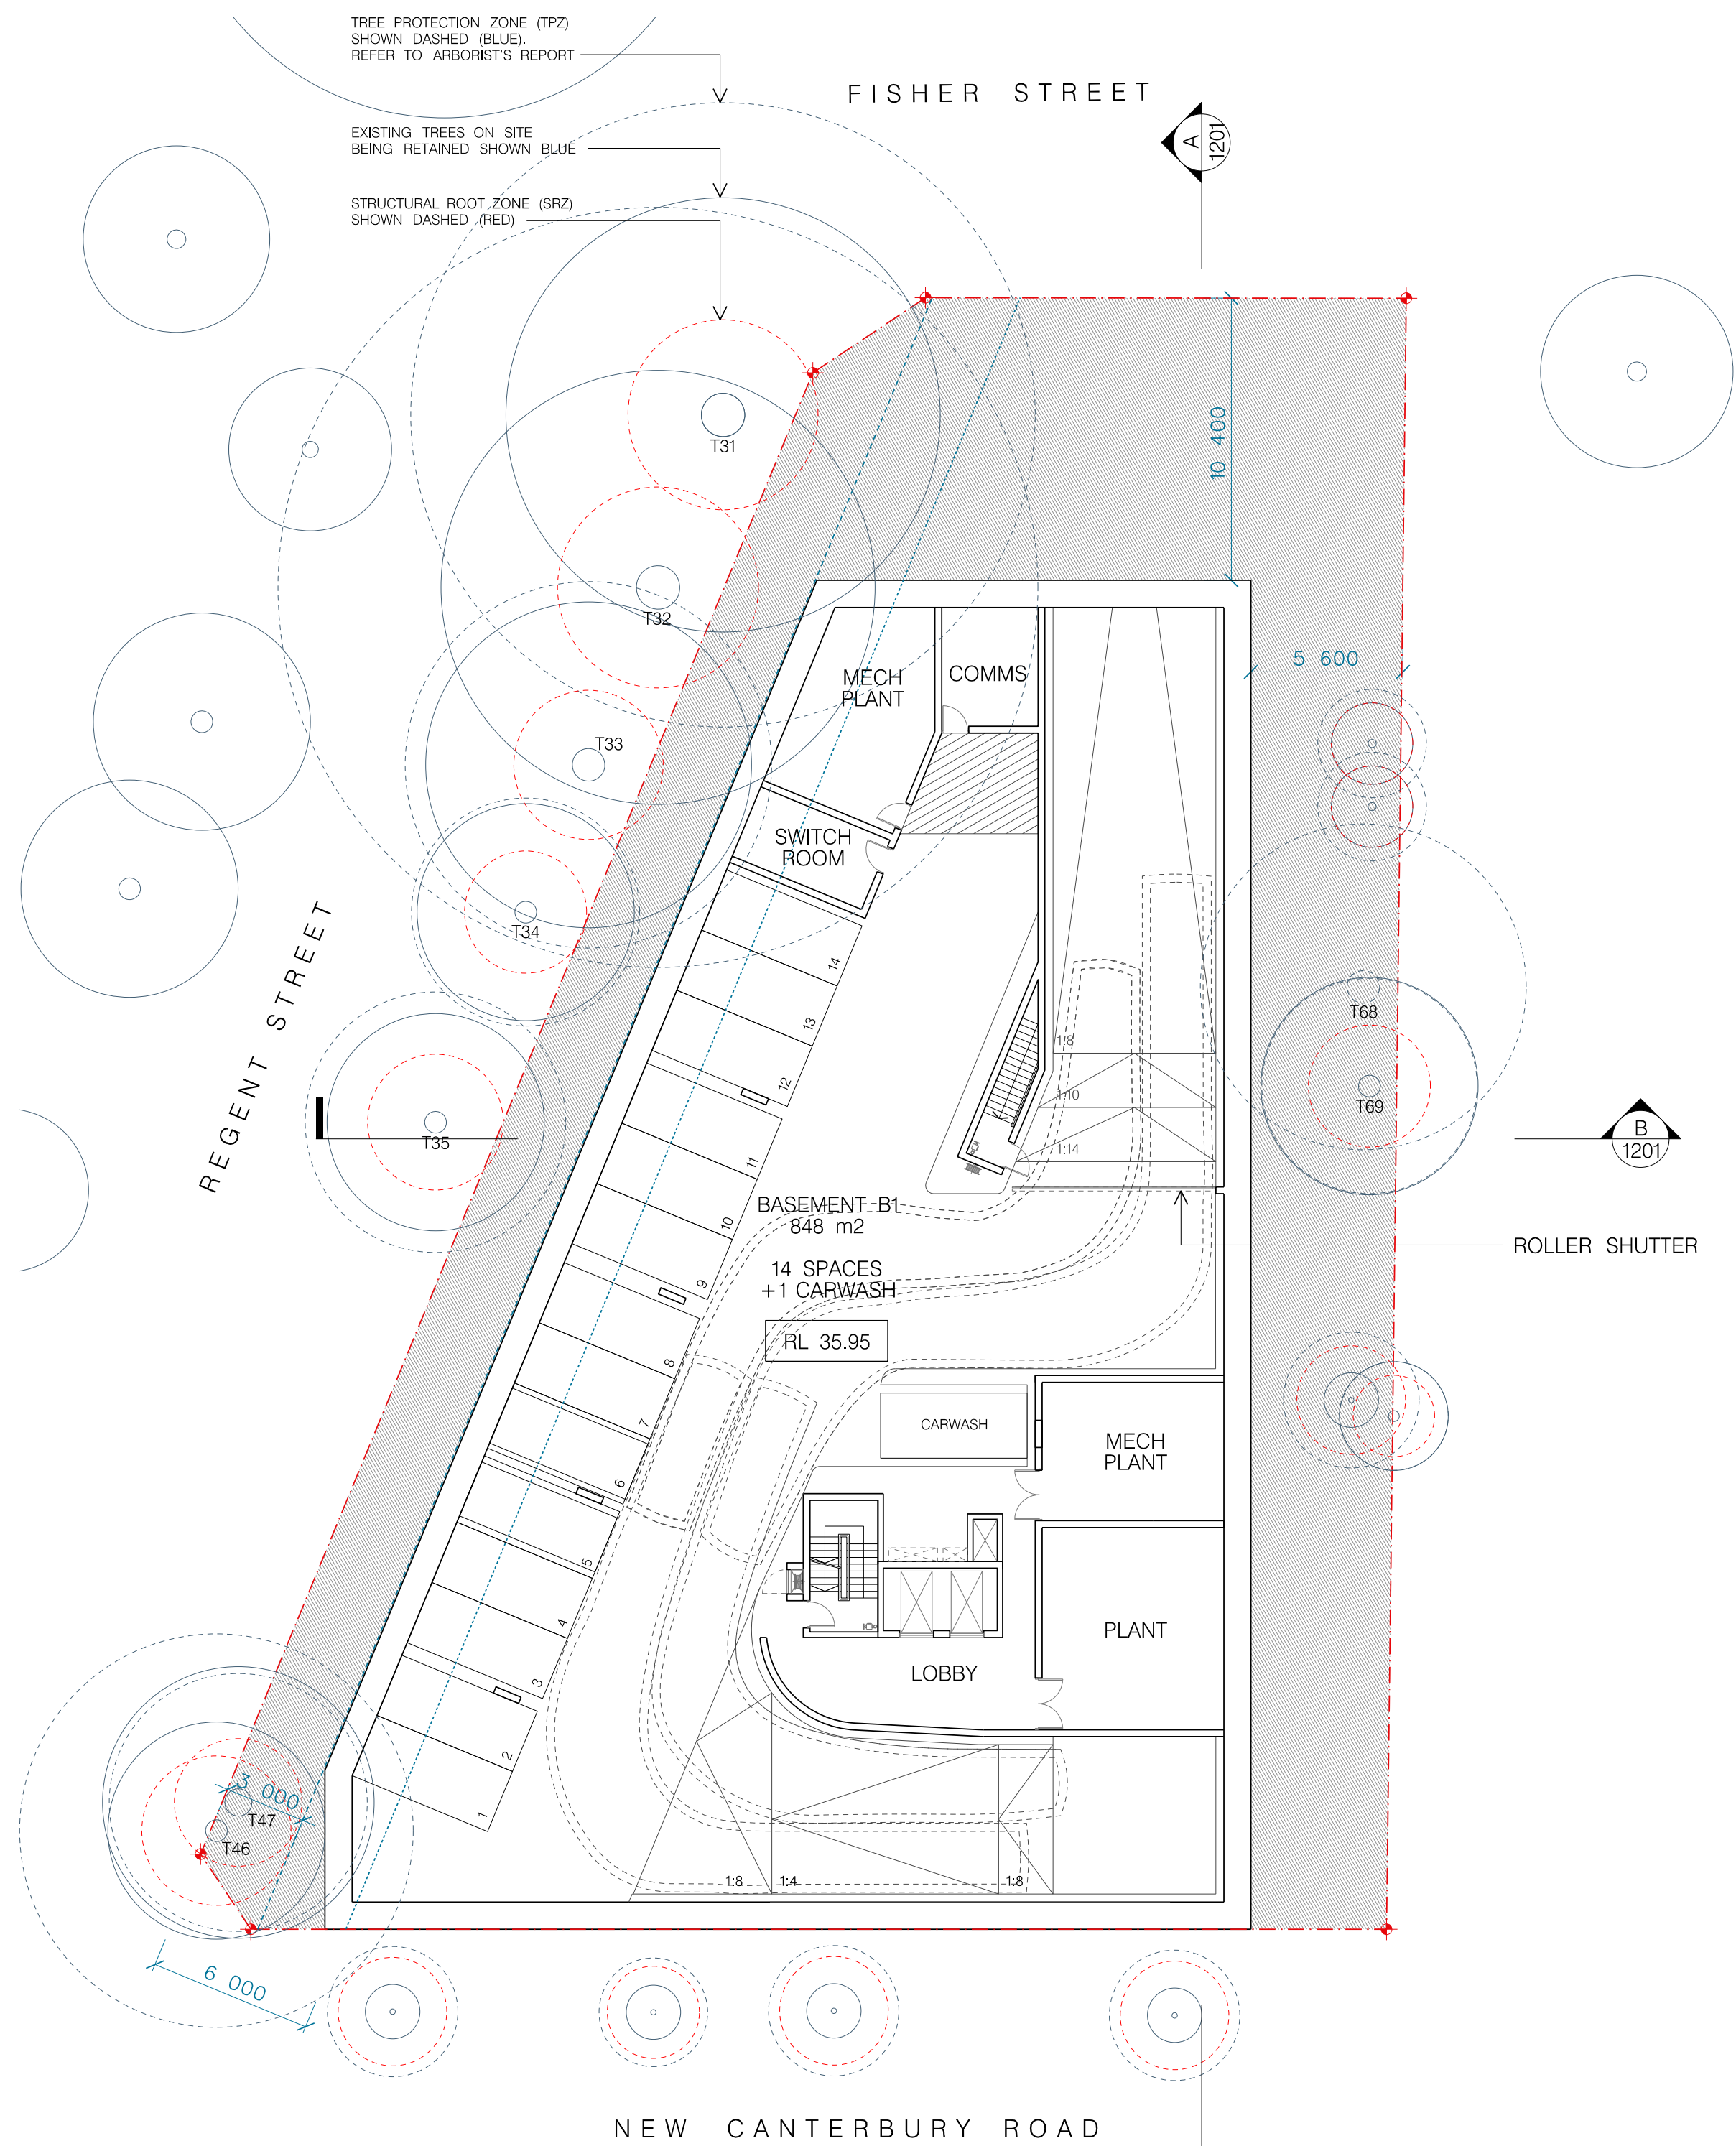 TREE PROTECTION ZONE (TPZ)
SHOWN DASHED (BLUE).
REFER TO ARBORIST'S REPORT
FISHER STREET
A
1201
EXISTING TREES ON SITE
BEING RETAINED SHOWN BLUE
STRUCTURAL ROOT ZONE (SRZ)
SHOWN DASHED (RED)
T31
10 400
T32
5 600
MECH
PLANT
COMMS
T33
SWITCH
ROOM
T34
REGENT STREET
14
13
12
T68
1:8
1:10
T69
T35
1:14
B
1201
11
10
9
BASEMENT B1
848 m2
ROLLER SHUTTER
14 SPACES
+1 CARWASH
RL 35.95
8
7
6
CARWASH
MECH
PLANT
5
4
3
PLANT
LOBBY
2
1
3 000
T47
T46
1:8
1:4
1:8
6 000
NEW CANTERBURY ROAD